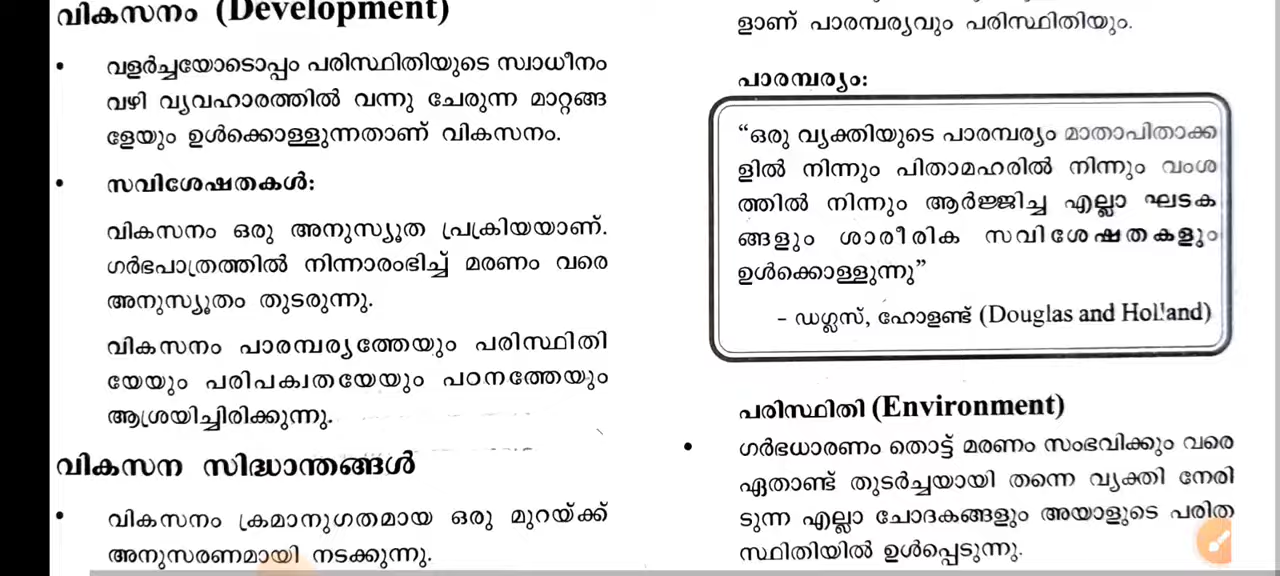 വികസനം (Development)
• വളർച്ചയോടൊപ്പം പരിസ്ഥിതിയുടെ സ്വാധീനം
വഴി വ്യവഹാരത്തിൽ വന്നു ചേരുന്ന മാറ്റങ്ങ
ളേയും ഉൾക്കൊള്ളുന്നതാണ് വികസനം.
• സവിശേഷതകൾ:
വികസനം ഒരു അനുസ്യൂത പ്രക്രിയയാണ്.
ഗർഭപാത്രത്തിൽ നിന്നാരംഭിച്ച് മരണം വരെ
അനുസ്യൂതം തുടരുന്നു.
വികസനം പാരമ്പര്യത്തേയും പരിസ്ഥിതി
യേയും പരിപക്വതയേയും പഠനത്തേയും
ആശ്രയിച്ചിരിക്കുന്നു.
വികസന സിദ്ധാന്തങ്ങൾ
• വികസനം ക്രമാനുഗതമായ ഒരു മുറയ്ക്ക്
അനുസരണമായി നടക്കുന്നു.
ളാണ് പാരമ്പര്യവും പരിസ്ഥിതിയും.
പാരമ്പര്യം:
“ഒരു വ്യക്തിയുടെ പാരമ്പര്യം മാതാപിതാക്ക
ളിൽ നിന്നും പിതാമഹരിൽ നിന്നും വംശ
ത്തിൽ നിന്നും ആർജ്ജിച്ച എല്ലാ ഘടക
ങ്ങളും ശാരീരിക സവിശേഷതകളും
ഉൾക്കൊള്ളുന്നു”
– ഡഗ്ലസ്, ഹോളണ്ട് (Douglas and Holland)
പരിസ്ഥിതി (Environment)
• ഗർഭധാരണം തൊട്ട് മരണം സംഭവിക്കും വരെ
ഏതാണ്ട് തുടർച്ചയായി തന്നെ വ്യക്തി നേരി
ടുന്ന എല്ലാ ചോദകങ്ങളും അയാളുടെ പരിത
സ്ഥിതിയിൽ ഉൾപ്പെടുന്നു.